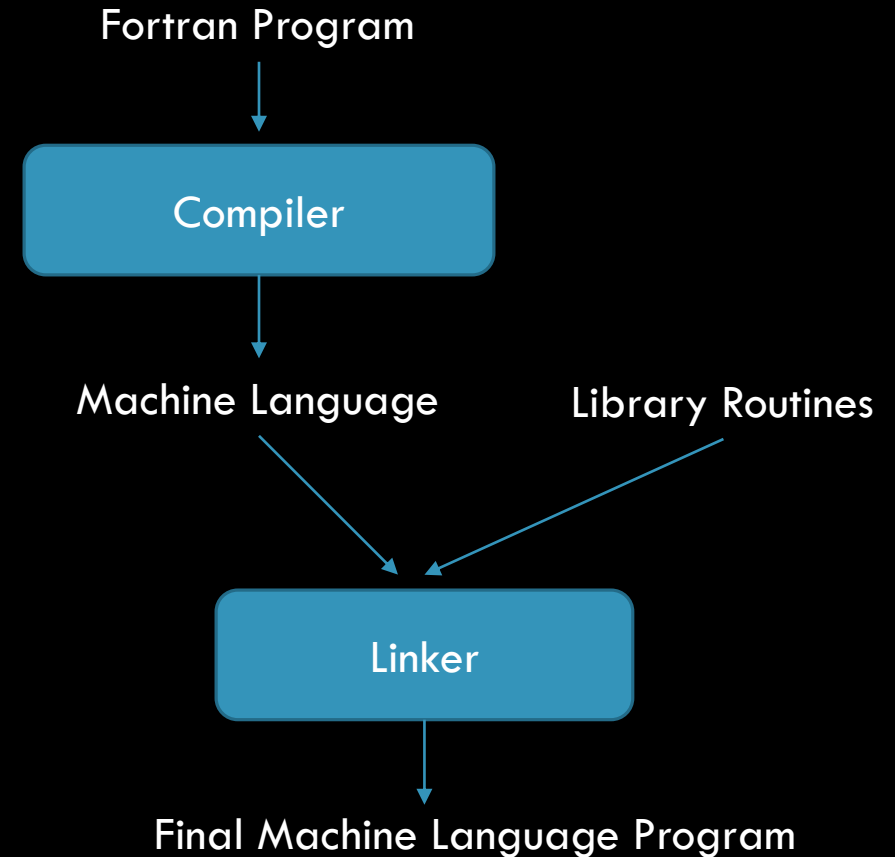 Fortran Program
Compiler
Machine Language
Library Routines
Linker
Final Machine Language Program